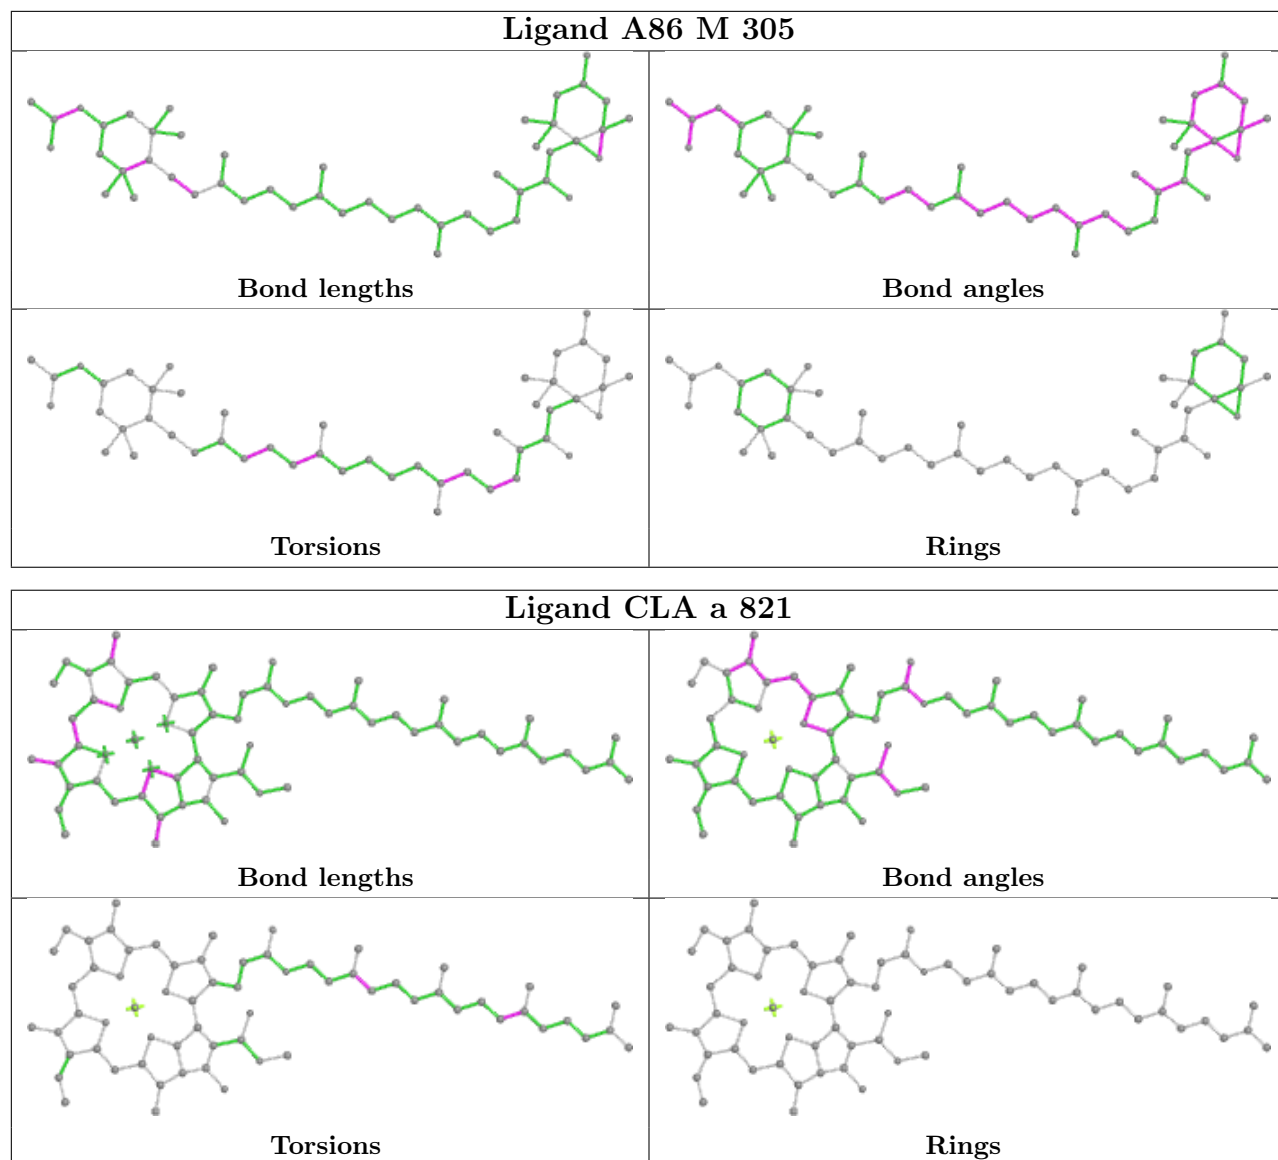 Ligand A86 M 305
Bond lengths
Bond angles
Torsions
Rings
Ligand CLA a 821
Bond lengths
Bond angles
Torsions
Rings